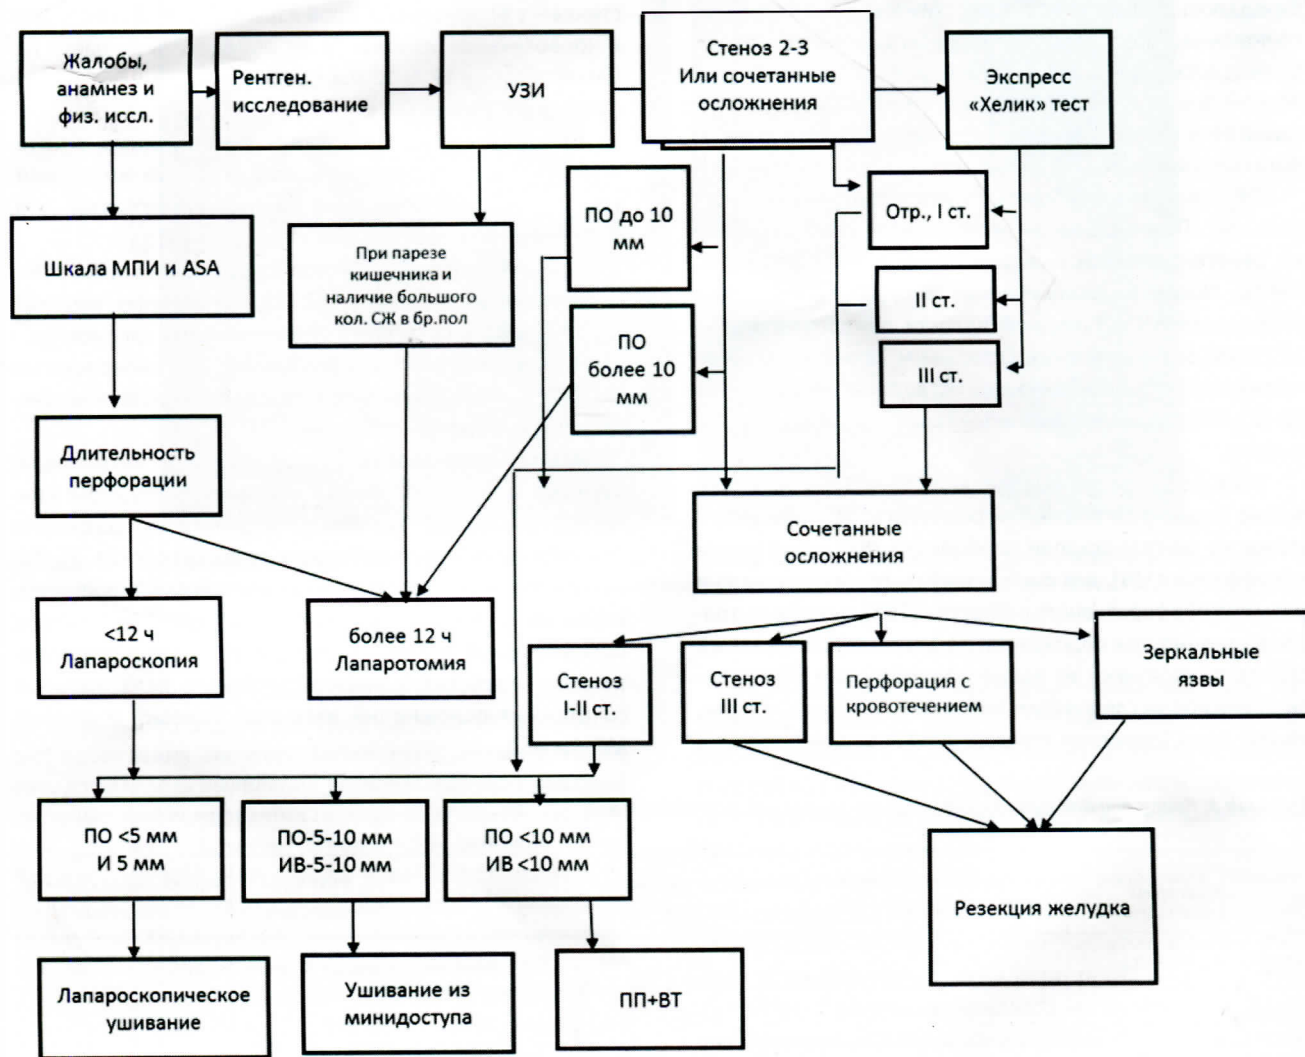 Жалобы,
анамнез и
физ. иссл.
Рентген.
исследование
УЗИ
Стеноз 2-3
Или сочетанные
осложнения
Экспресс
«Хелик» тест
Шкала МПИ и ASA
При парезе
кишечника и
наличие большого
кол. СЖ в бр.пол
ПО до 10
мм
Отр., I ст.
II ст.
ПО
более 10
мм
III ст.
Длительность
перфорации
Сочетанные
осложнения
<12 ч
Лапароскопия
более 12 ч
Лапаротомия
Стеноз
I-II ст.
Стеноз
III ст.
Перфорация с
кровотечением
Зеркальные
язвы
ПО <5 мм
И 5 мм
ПО-5-10 мм
ИВ-5-10 мм
ПО <10 мм
ИВ <10 мм
Резекция желудка
Лапароскопическое
ушивание
Ушивание из
минидоступа
ПП+ВТ